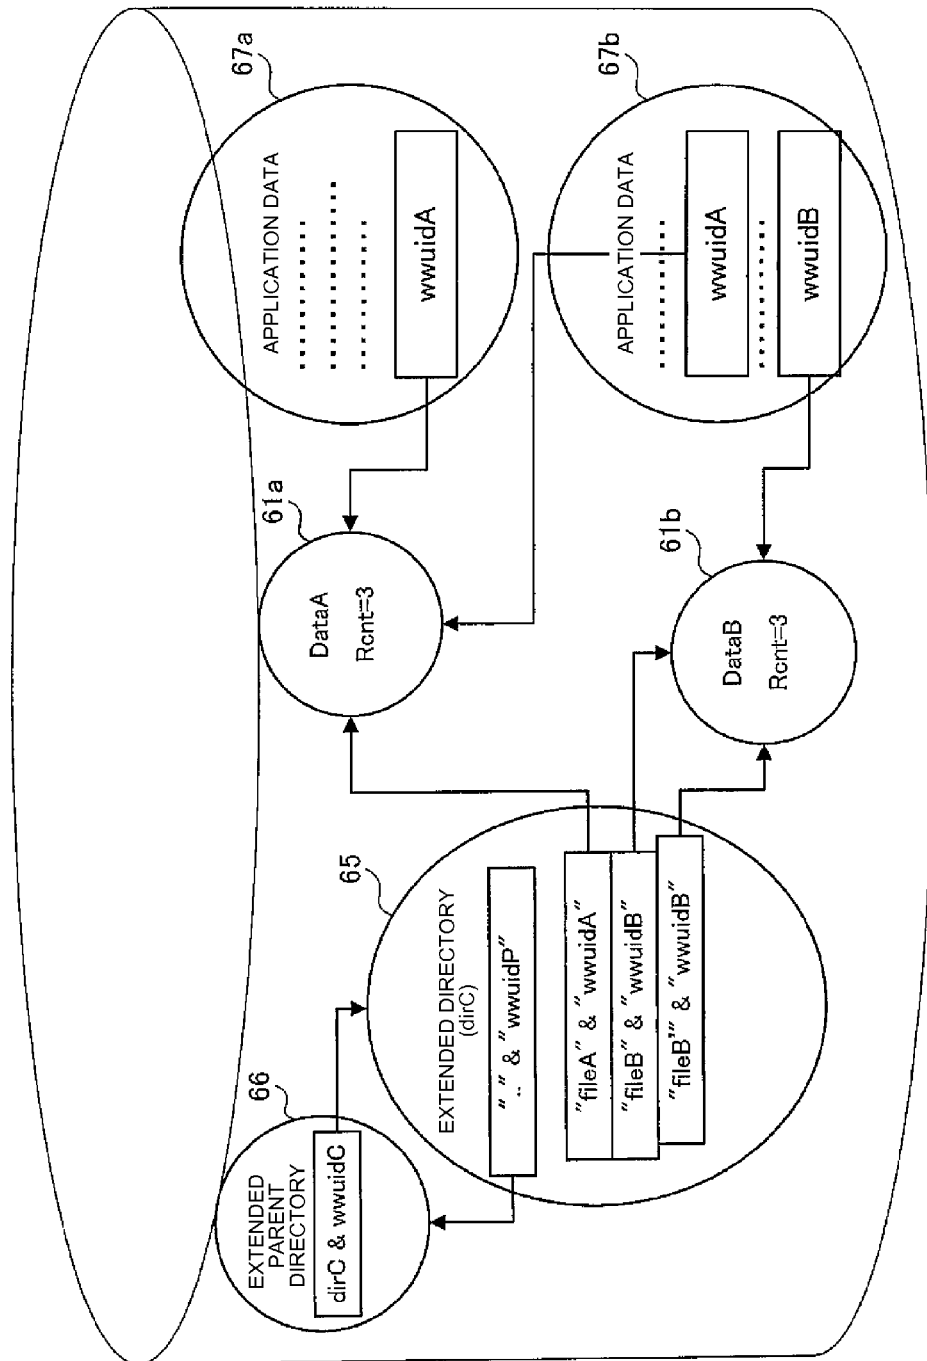 66
EXTENDED
PARENT
DIRECTORY
dirC & wwuidC
65
EXTENDED DIRECTORY
(dirC)
".." & "wwuidP"
"fileA" & "wwuidA"
"fileB" & "wwuidB"
"fileB'" & "wwuidB"
61a
DataA
Rcnt=3
61b
DataB
Rcnt=3
67a
APPLICATION DATA
wwuidA
67b
APPLICATION DATA
wwuidA
wwuidB